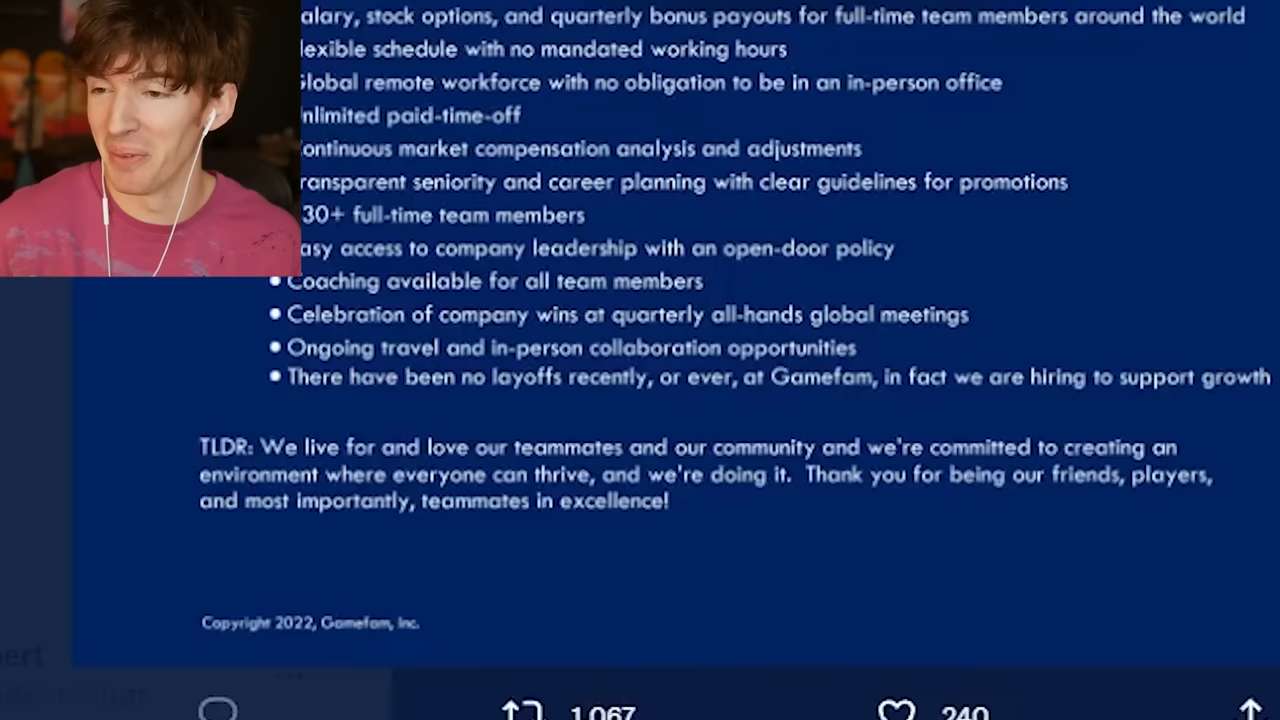 alary, stock options, and quarterly bonus payouts for full-time team members around the world
lexible schedule with no mandated working hours
Global remote workforce with no obligation to be in an in-person office
nlimited paid-time-off
ontinuous market compensation analysis and adjustments
ransparent seniority and career planning with clear guidelines for promotions
30+ full-time team members
asy access to company leadership with an open-door policy
• Coaching available for all team members
• Celebration of company wins at quarterly all-hands global meetings
• Ongoing travel and in-person collaboration opportunities
• There have been no layoffs recently, or ever, at Gamefam, in fact we are hiring to support growth
TLDR: We live for and love our teammates and our community and we're committed to creating an
environment where everyone can thrive, and we're doing it. Thank you for being our friends, players,
and most importantly, teammates in excellence!
Copyright 2022, Gamefam, Inc.
1,067 240